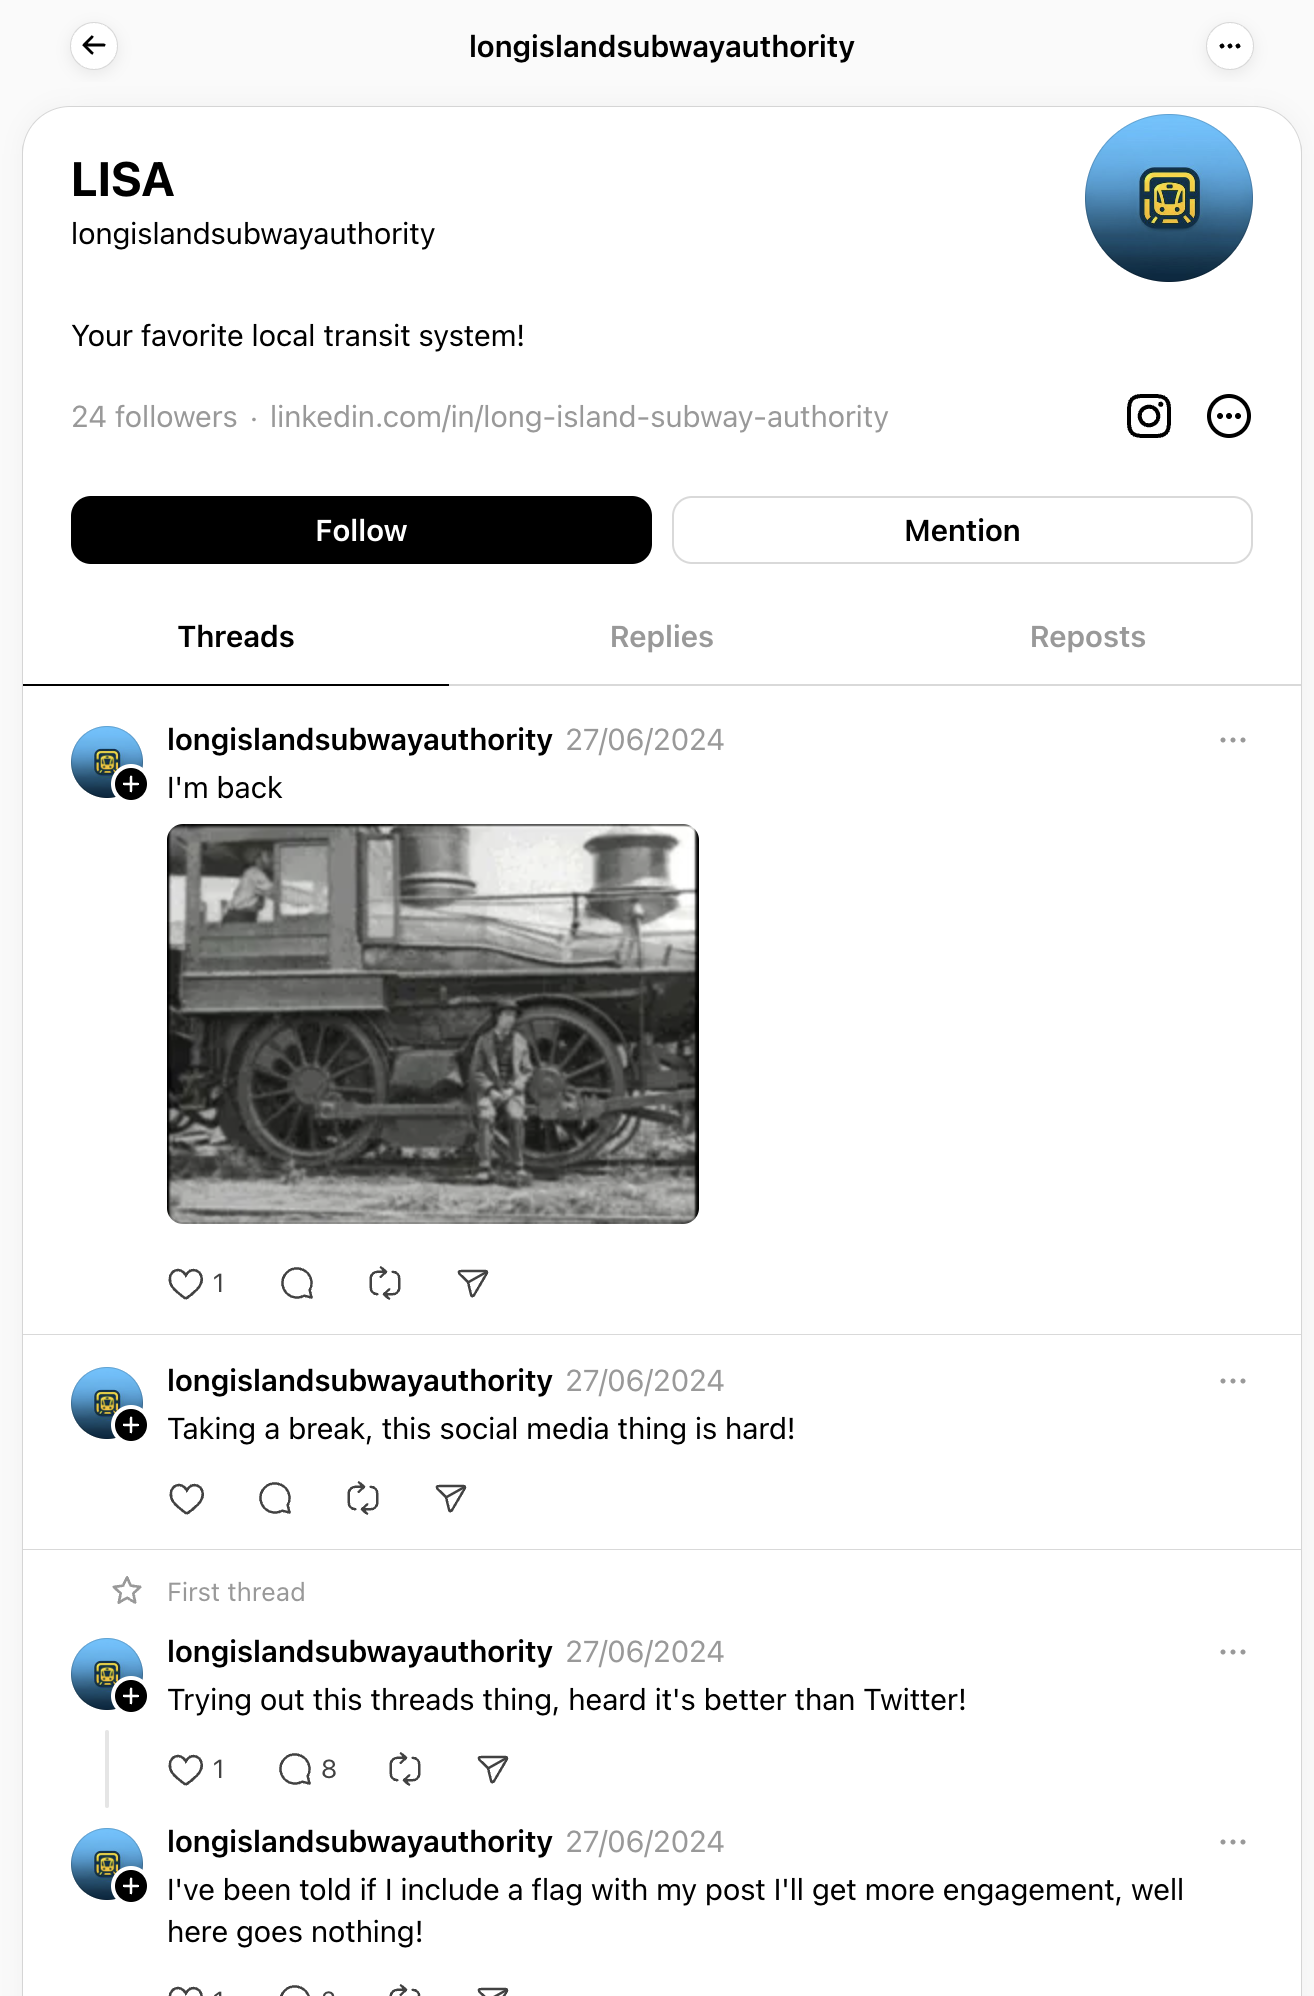 longislandsubwayauthority
LISA
longislandsubwayauthority
Your favorite local transit system!
24 followers · linkedin.com/in/long-island-subway-authority
Follow
Mention
Threads
Replies
Reposts
longislandsubwayauthority 27/06/2024
I'm back
1
longislandsubwayauthority 27/06/2024
Taking a break, this social media thing is hard!
First thread
longislandsubwayauthority 27/06/2024
Trying out this threads thing, heard it's better than Twitter!
1 8
longislandsubwayauthority 27/06/2024
I've been told if I include a flag with my post I'll get more engagement, well
here goes nothing!